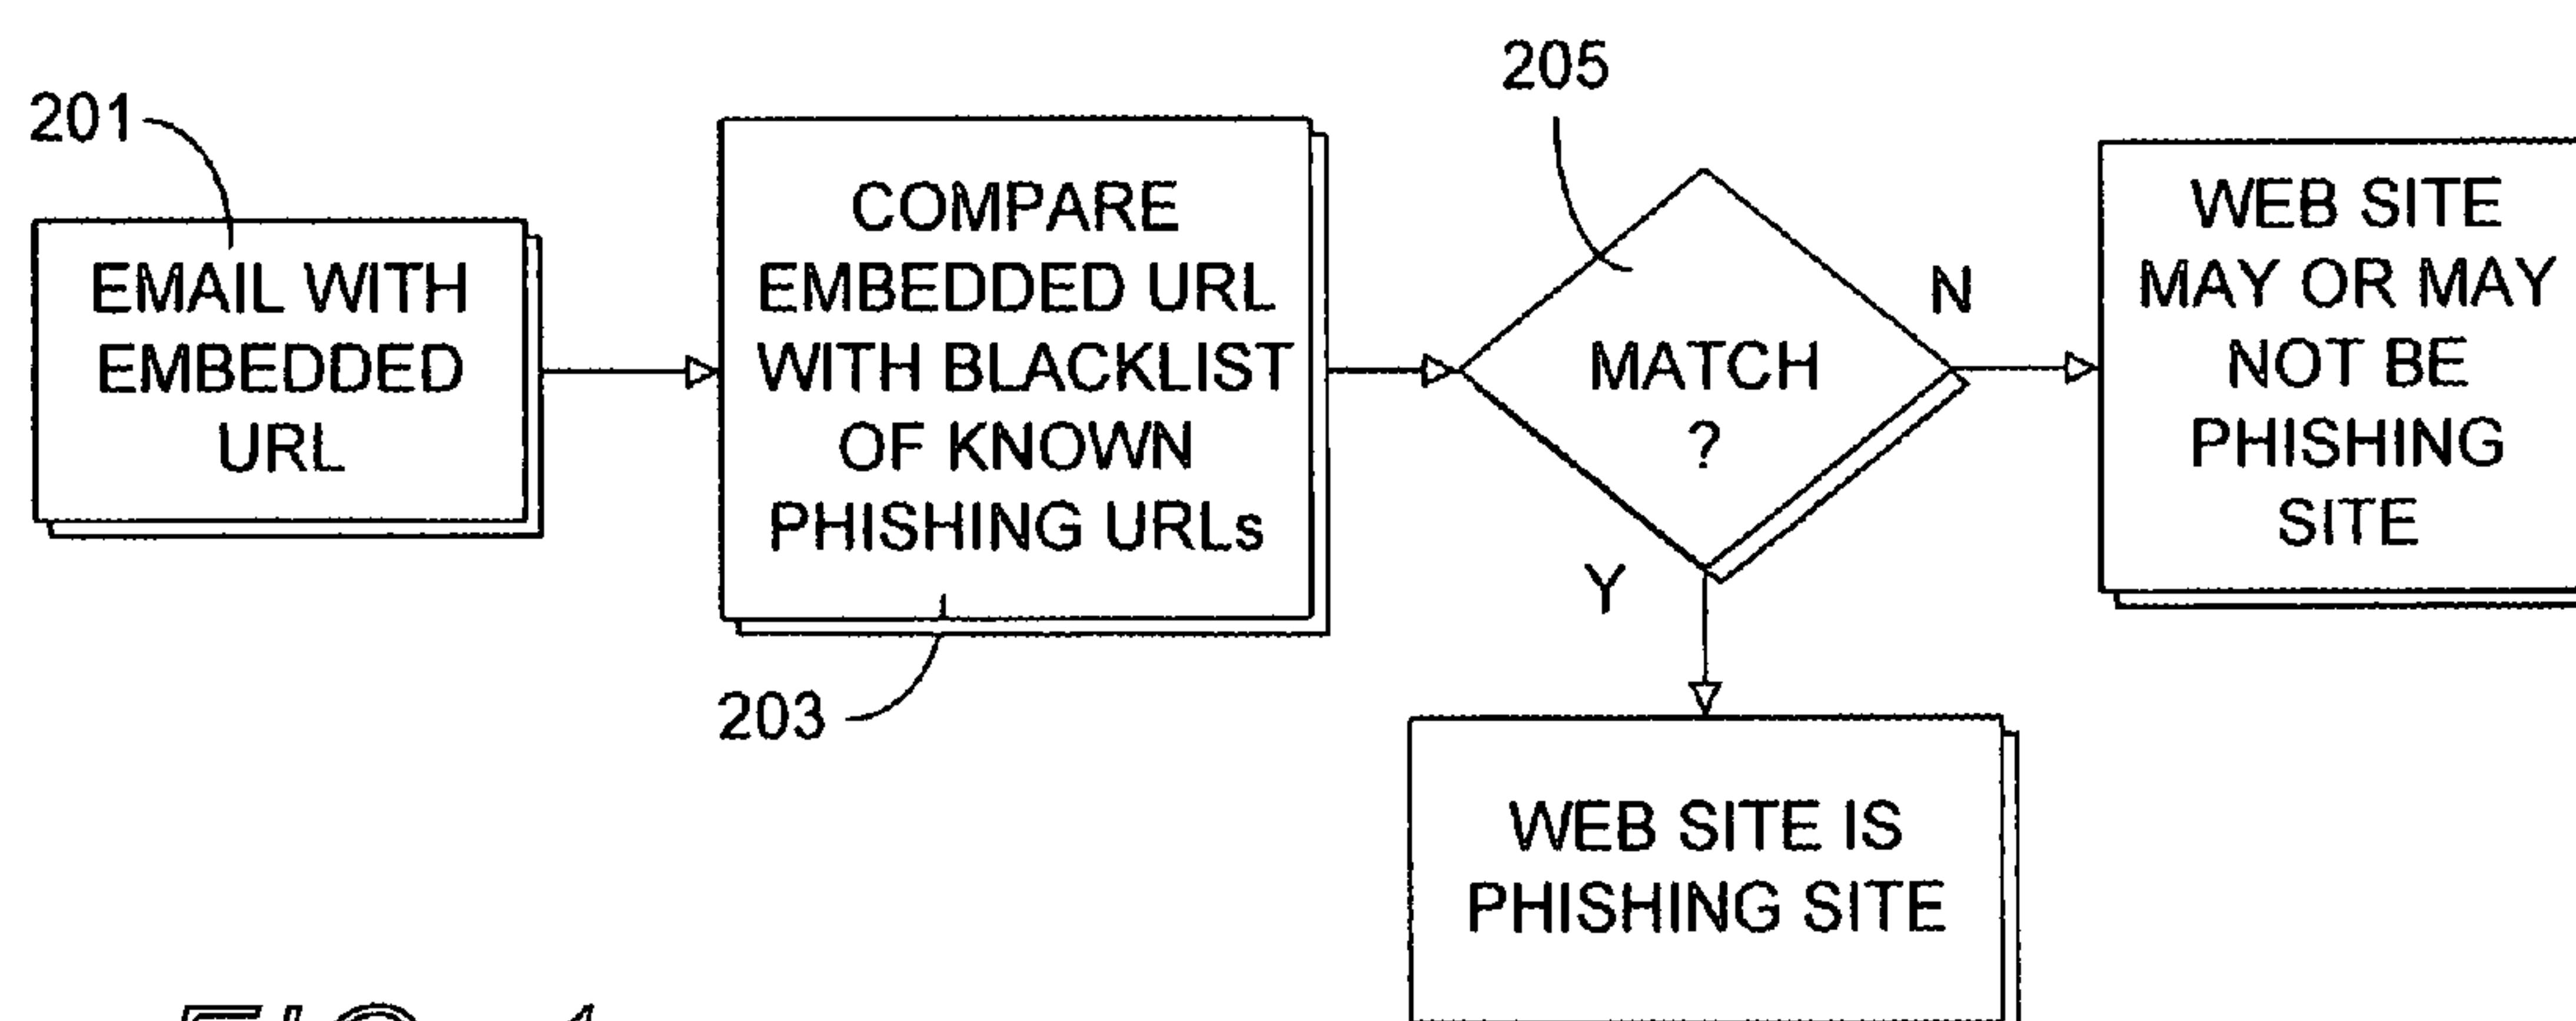 201
EMAIL WITH
EMBEDDED
URL
COMPARE
EMBEDDED URL
WITH BLACKLIST
OF KNOWN
PHISHING URLs
203
205
MATCH
?
N
Y
WEB SITE
MAY OR MAY
NOT BE
PHISHING
SITE
WEB SITE IS
PHISHING SITE